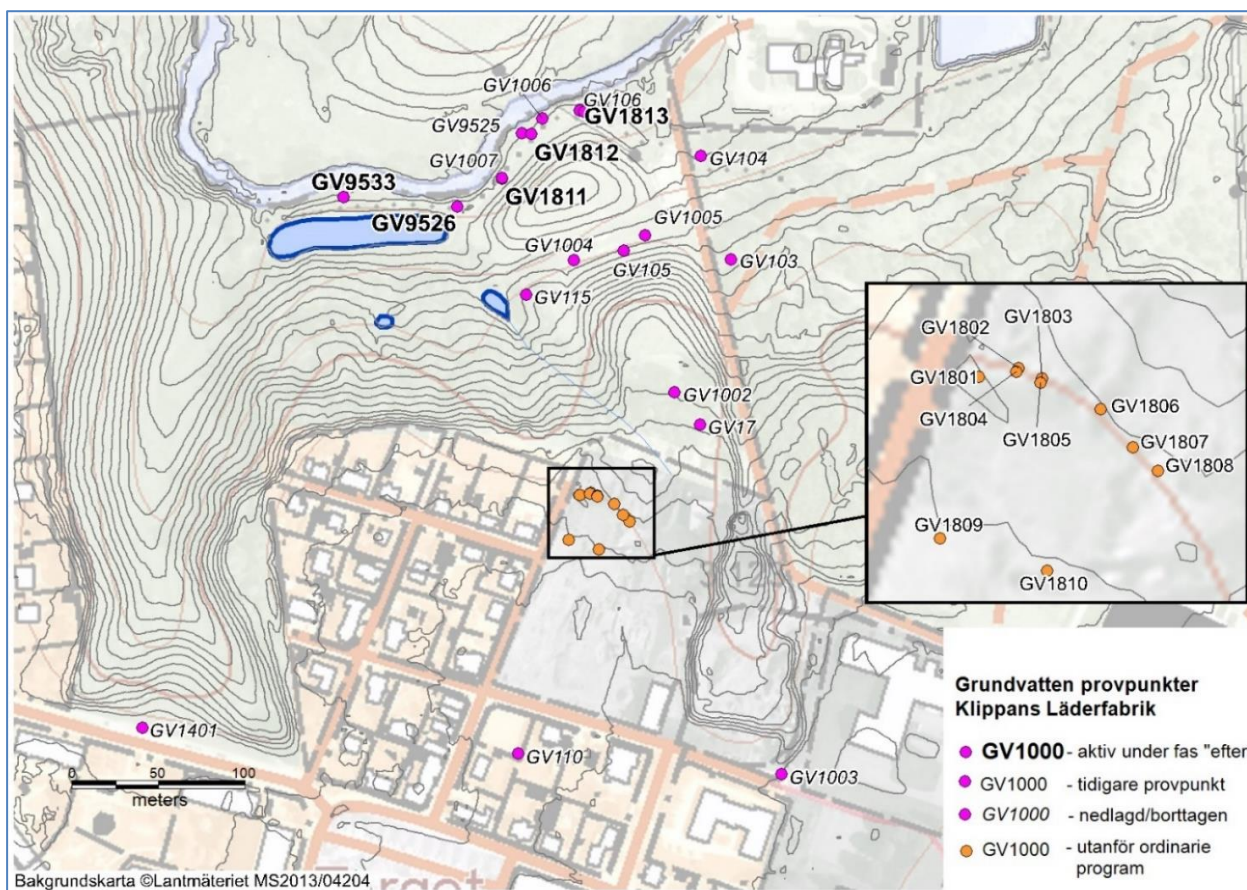 GV1006
GV106
GV1813
GV9525
GV1812
GV104
GV1007
GV9533
GV1811
GV9526
GV1005
GV1004
GV105
GV103
GV115
GV1803
GV1802
GV1801
GV1002
GV1806
GV1804
GV17
GV1805
GV1807
GV1808
GV1809
GV1810
GV1401
GV110
GV1003
0 50 100
meters
Grundvatten provpunkter
Klippans Läderfabrik
GV1000 - aktiv under fas "efter
GV1000 - tidigare provpunkt
GV1000 - nedlagd/borttagen
GV1000 - utanför ordinarie
program
Bakgrundskarta ©Lantmäteriet MS2013/04204